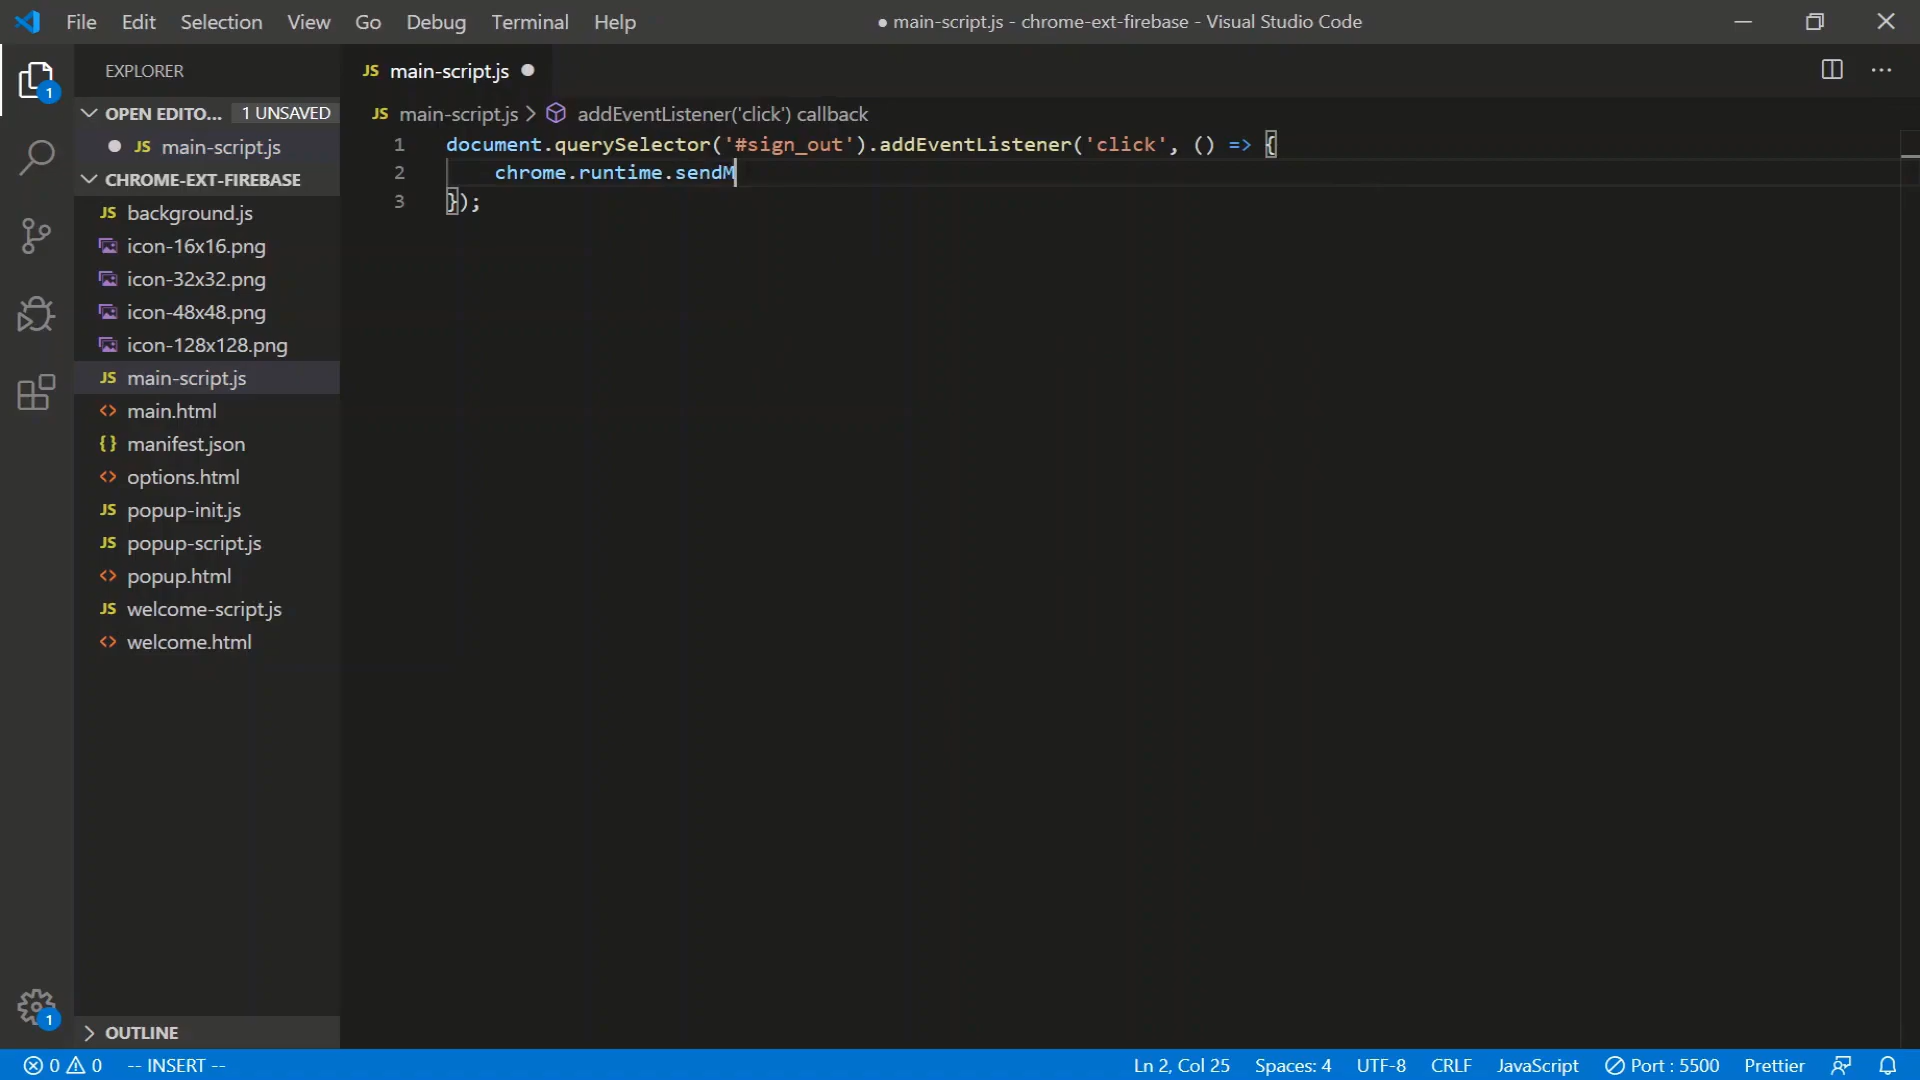 File Edit Selection View Go Debug Terminal Help
● main-script.js - chrome-ext-firebase - Visual Studio Code
EXPLORER
OPEN EDITO... 1 UNSAVED
JS main-script.js
CHROME-EXT-FIREBASE
JS background.js
icon-16x16.png
icon-32x32.png
icon-48x48.png
icon-128x128.png
JS main-script.js
<> main.html
{} manifest.json
<> options.html
JS popup-init.js
JS popup-script.js
<> popup.html
JS welcome-script.js
<> welcome.html
OUTLINE
1
1
JS main-script.js
JS main-script.js > addEventListener('click') callback
1 document.querySelector('#sign_out').addEventListener('click', () => {
2 chrome.runtime.sendM
3 });
0 0 -- INSERT --
Ln 2, Col 25 Spaces: 4 UTF-8 CRLF JavaScript Port : 5500 Prettier